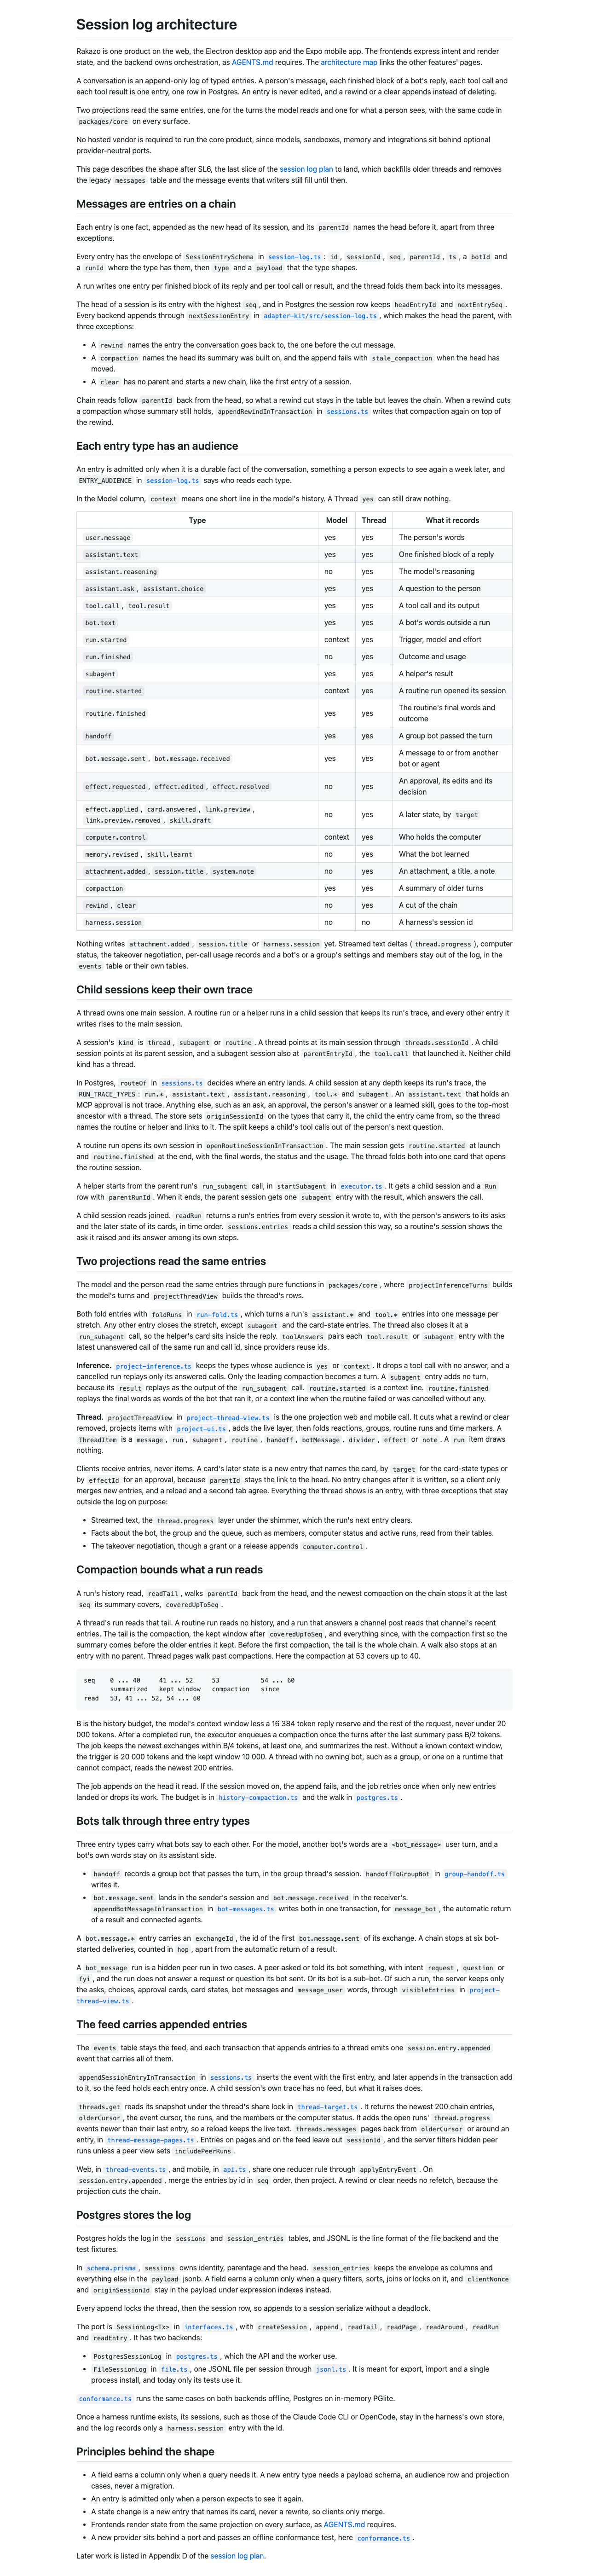 Session log architecture
Rakazo is one product on the web, the Electron desktop app and the Expo mobile app. The frontends express intent and render
state, and the backend owns orchestration, as AGENTS.md requires. The architecture map links the other features' pages.
A conversation is an append-only log of typed entries. A person's message, each finished block of a bot's reply, each tool call and
each tool result is one entry, one row in Postgres. An entry is never edited, and a rewind or a clear appends instead of deleting.
Two projections read the same entries, one for the turns the model reads and one for what a person sees, with the same code in
packages/core on every surface.
No hosted vendor is required to run the core product, since models, sandboxes, memory and integrations sit behind optional
provider-neutral ports.
This page describes the shape after SL6, the last slice of the session log plan to land, which backfills older threads and removes
the legacy messages table and the message events that writers still fill until then.
Messages are entries on a chain
Each entry is one fact, appended as the new head of its session, and its parentId names the head before it, apart from three
exceptions.
Every entry has the envelope of SessionEntrySchema in session-log.ts: id, sessionId, seq, parentId, ts, a botId and
a runId where the type has them, then type and a payload that the type shapes.
A run writes one entry per finished block of its reply and per tool call or result, and the thread folds them back into its messages.
The head of a session is its entry with the highest seq, and in Postgres the session row keeps headEntryId and nextEntrySeq.
Every backend appends through nextSessionEntry in adapter-kit/src/session-log.ts, which makes the head the parent, with
three exceptions:
• A rewind names the entry the conversation goes back to, the one before the cut message.
• A compaction names the head its summary was built on, and the append fails with stale_compaction when the head has
moved.
• A clear has no parent and starts a new chain, like the first entry of a session.
Chain reads follow parentId back from the head, so what a rewind cut stays in the table but leaves the chain. When a rewind cuts
a compaction whose summary still holds, appendRewindInTransaction in sessions.ts writes that compaction again on top of
the rewind.
Each entry type has an audience
An entry is admitted only when it is a durable fact of the conversation, something a person expects to see again a week later, and
ENTRY_AUDIENCE in session-log.ts says who reads each type.
In the Model column, context means one short line in the model's history. A Thread yes can still draw nothing.
Type Model Thread What it records
user.message yes yes The person's words
assistant.text yes yes One finished block of a reply
assistant.reasoning no yes The model's reasoning
assistant.ask, assistant.choice yes yes A question to the person
tool.call, tool.result yes yes A tool call and its output
bot.text yes yes A bot's words outside a run
run.started context yes Trigger, model and effort
run.finished no yes Outcome and usage
subagent yes yes A helper's result
routine.started context yes A routine run opened its session
routine.finished yes yes The routine's final words and
outcome
handoff yes yes A group bot passed the turn
bot.message.sent, bot.message.received yes yes A message to or from another
bot or agent
effect.requested, effect.edited, effect.resolved no yes An approval, its edits and its
decision
effect.applied, card.answered, link.preview,
link.preview.removed, skill.draft no yes A later state, by target
computer.control context yes Who holds the computer
memory.revised, skill.learnt no yes What the bot learned
attachment.added, session.title, system.note no yes An attachment, a title, a note
compaction yes yes A summary of older turns
rewind, clear no yes A cut of the chain
harness.session no no A harness's session id
Nothing writes attachment.added, session.title or harness.session yet. Streamed text deltas (thread.progress), computer
status, the takeover negotiation, per-call usage records and a bot's or a group's settings and members stay out of the log, in the
events table or their own tables.
Child sessions keep their own trace
A thread owns one main session. A routine run or a helper runs in a child session that keeps its run's trace, and every other entry it
writes rises to the main session.
A session's kind is thread, subagent or routine. A thread points at its main session through threads.sessionId. A child
session points at its parent session, and a subagent session also at parentEntryId, the tool.call that launched it. Neither child
kind has a thread.
In Postgres, routeOf in sessions.ts decides where an entry lands. A child session at any depth keeps its run's trace, the
RUN_TRACE_TYPES: run.*, assistant.text, assistant.reasoning, tool.* and subagent. An assistant.text that holds an
MCP approval is not trace. Anything else, such as an ask, an approval, the person's answer or a learned skill, goes to the top-most
ancestor with a thread. The store sets originSessionId on the types that carry it, the child the entry came from, so the thread
names the routine or helper and links to it. The split keeps a child's tool calls out of the person's next question.
A routine run opens its own session in openRoutineSessionInTransaction. The main session gets routine.started at launch
and routine.finished at the end, with the final words, the status and the usage. The thread folds both into one card that opens
the routine session.
A helper starts from the parent run's run_subagent call, in startSubagent in executor.ts. It gets a child session and a Run
row with parentRunId. When it ends, the parent session gets one subagent entry with the result, which answers the call.
A child session reads joined. readRun returns a run's entries from every session it wrote to, with the person's answers to its asks
and the later state of its cards, in time order. sessions.entries reads a child session this way, so a routine's session shows the
ask it raised and its answer among its own steps.
Two projections read the same entries
The model and the person read the same entries through pure functions in packages/core, where projectInferenceTurns builds
the model's turns and projectThreadView builds the thread's rows.
Both fold entries with foldRuns in run-fold.ts, which turns a run's assistant.* and tool.* entries into one message per
stretch. Any other entry closes the stretch, except subagent and the card-state entries. The thread also closes it at a
run_subagent call, so the helper's card sits inside the reply. toolAnswers pairs each tool.result or subagent entry with the
latest unanswered call of the same run and call id, since providers reuse ids.
Inference. project-inference.ts keeps the types whose audience is yes or context. It drops a tool call with no answer, and a
cancelled run replays only its answered calls. Only the leading compaction becomes a turn. A subagent entry adds no turn,
because its result replays as the output of the run_subagent call. routine.started is a context line. routine.finished
replays the final words as words of the bot that ran it, or a context line when the routine failed or was cancelled without any.
Thread. projectThreadView in project-thread-view.ts is the one projection web and mobile call. It cuts what a rewind or clear
removed, projects items with project-ui.ts, adds the live layer, then folds reactions, groups, routine runs and time markers. A
ThreadItem is a message, run, subagent, routine, handoff, botMessage, divider, effect or note. A run item draws
nothing.
Clients receive entries, never items. A card's later state is a new entry that names the card, by target for the card-state types or
by effectId for an approval, because parentId stays the link to the head. No entry changes after it is written, so a client only
merges new entries, and a reload and a second tab agree. Everything the thread shows is an entry, with three exceptions that stay
outside the log on purpose:
• Streamed text, the thread.progress layer under the shimmer, which the run's next entry clears.
• Facts about the bot, the group and the queue, such as members, computer status and active runs, read from their tables.
• The takeover negotiation, though a grant or a release appends computer.control.
Compaction bounds what a run reads
A run's history read, readTail, walks parentId back from the head, and the newest compaction on the chain stops it at the last
seq its summary covers, coveredUpToSeq.
A thread's run reads that tail. A routine run reads no history, and a run that answers a channel post reads that channel's recent
entries. The tail is the compaction, the kept window after coveredUpToSeq, and everything since, with the compaction first so the
summary comes before the older entries it kept. Before the first compaction, the tail is the whole chain. A walk also stops at an
entry with no parent. Thread pages walk past compactions. Here the compaction at 53 covers up to 40.
seq 0 ... 40 41 ... 52 53 54 ... 60
summarized kept window compaction since
read 53, 41 ... 52, 54 ... 60
B is the history budget, the model's context window less a 16 384 token reply reserve and the rest of the request, never under 20
000 tokens. After a completed run, the executor enqueues a compaction once the turns after the last summary pass B/2 tokens.
The job keeps the newest exchanges within B/4 tokens, at least one, and summarizes the rest. Without a known context window,
the trigger is 20 000 tokens and the kept window 10 000. A thread with no owning bot, such as a group, or one on a runtime that
cannot compact, reads the newest 200 entries.
The job appends on the head it read. If the session moved on, the append fails, and the job retries once when only new entries
landed or drops its work. The budget is in history-compaction.ts and the walk in postgres.ts.
Bots talk through three entry types
Three entry types carry what bots say to each other. For the model, another bot's words are a <bot_message> user turn, and a
bot's own words stay on its assistant side.
• handoff records a group bot that passes the turn, in the group thread's session. handoffToGroupBot in group-handoff.ts
writes it.
• bot.message.sent lands in the sender's session and bot.message.received in the receiver's.
appendBotMessageInTransaction in bot-messages.ts writes both in one transaction, for message_bot, the automatic return
of a result and connected agents.
A bot.message.* entry carries an exchangeId, the id of the first bot.message.sent of its exchange. A chain stops at six bot-
started deliveries, counted in hop, apart from the automatic return of a result.
A bot_message run is a hidden peer run in two cases. A peer asked or told its bot something, with intent request, question or
fyi, and the run does not answer a request or question its bot sent. Or its bot is a sub-bot. Of such a run, the server keeps only
the asks, choices, approval cards, card states, bot messages and message_user words, through visibleEntries in project-
thread-view.ts.
The feed carries appended entries
The events table stays the feed, and each transaction that appends entries to a thread emits one session.entry.appended
event that carries all of them.
appendSessionEntryInTransaction in sessions.ts inserts the event with the first entry, and later appends in the transaction add
to it, so the feed holds each entry once. A child session's own trace has no feed, but what it raises does.
threads.get reads its snapshot under the thread's share lock in thread-target.ts. It returns the newest 200 chain entries,
olderCursor, the event cursor, the runs, and the members or the computer status. It adds the open runs' thread.progress
events newer than their last entry, so a reload keeps the live text. threads.messages pages back from olderCursor or around an
entry, in thread-message-pages.ts. Entries on pages and on the feed leave out sessionId, and the server filters hidden peer
runs unless a peer view sets includePeerRuns.
Web, in thread-events.ts, and mobile, in api.ts, share one reducer rule through applyEntryEvent. On
session.entry.appended, merge the entries by id in seq order, then project. A rewind or clear needs no refetch, because the
projection cuts the chain.
Postgres stores the log
Postgres holds the log in the sessions and session_entries tables, and JSONL is the line format of the file backend and the
test fixtures.
In schema.prisma, sessions owns identity, parentage and the head. session_entries keeps the envelope as columns and
everything else in the payload jsonb. A field earns a column only when a query filters, sorts, joins or locks on it, and clientNonce
and originSessionId stay in the payload under expression indexes instead.
Every append locks the thread, then the session row, so appends to a session serialize without a deadlock.
The port is SessionLog<Tx> in interfaces.ts, with createSession, append, readTail, readPage, readAround, readRun
and readEntry. It has two backends:
• PostgresSessionLog in postgres.ts, which the API and the worker use.
• FileSessionLog in file.ts, one JSONL file per session through jsonl.ts. It is meant for export, import and a single
process install, and today only its tests use it.
conformance.ts runs the same cases on both backends offline, Postgres on in-memory PGlite.
Once a harness runtime exists, its sessions, such as those of the Claude Code CLI or OpenCode, stay in the harness's own store,
and the log records only a harness.session entry with the id.
Principles behind the shape
• A field earns a column only when a query needs it. A new entry type needs a payload schema, an audience row and projection
cases, never a migration.
• An entry is admitted only when a person expects to see it again.
• A state change is a new entry that names its card, never a rewrite, so clients only merge.
• Frontends render state from the same projection on every surface, as AGENTS.md requires.
• A new provider sits behind a port and passes an offline conformance test, here conformance.ts.
Later work is listed in Appendix D of the session log plan.